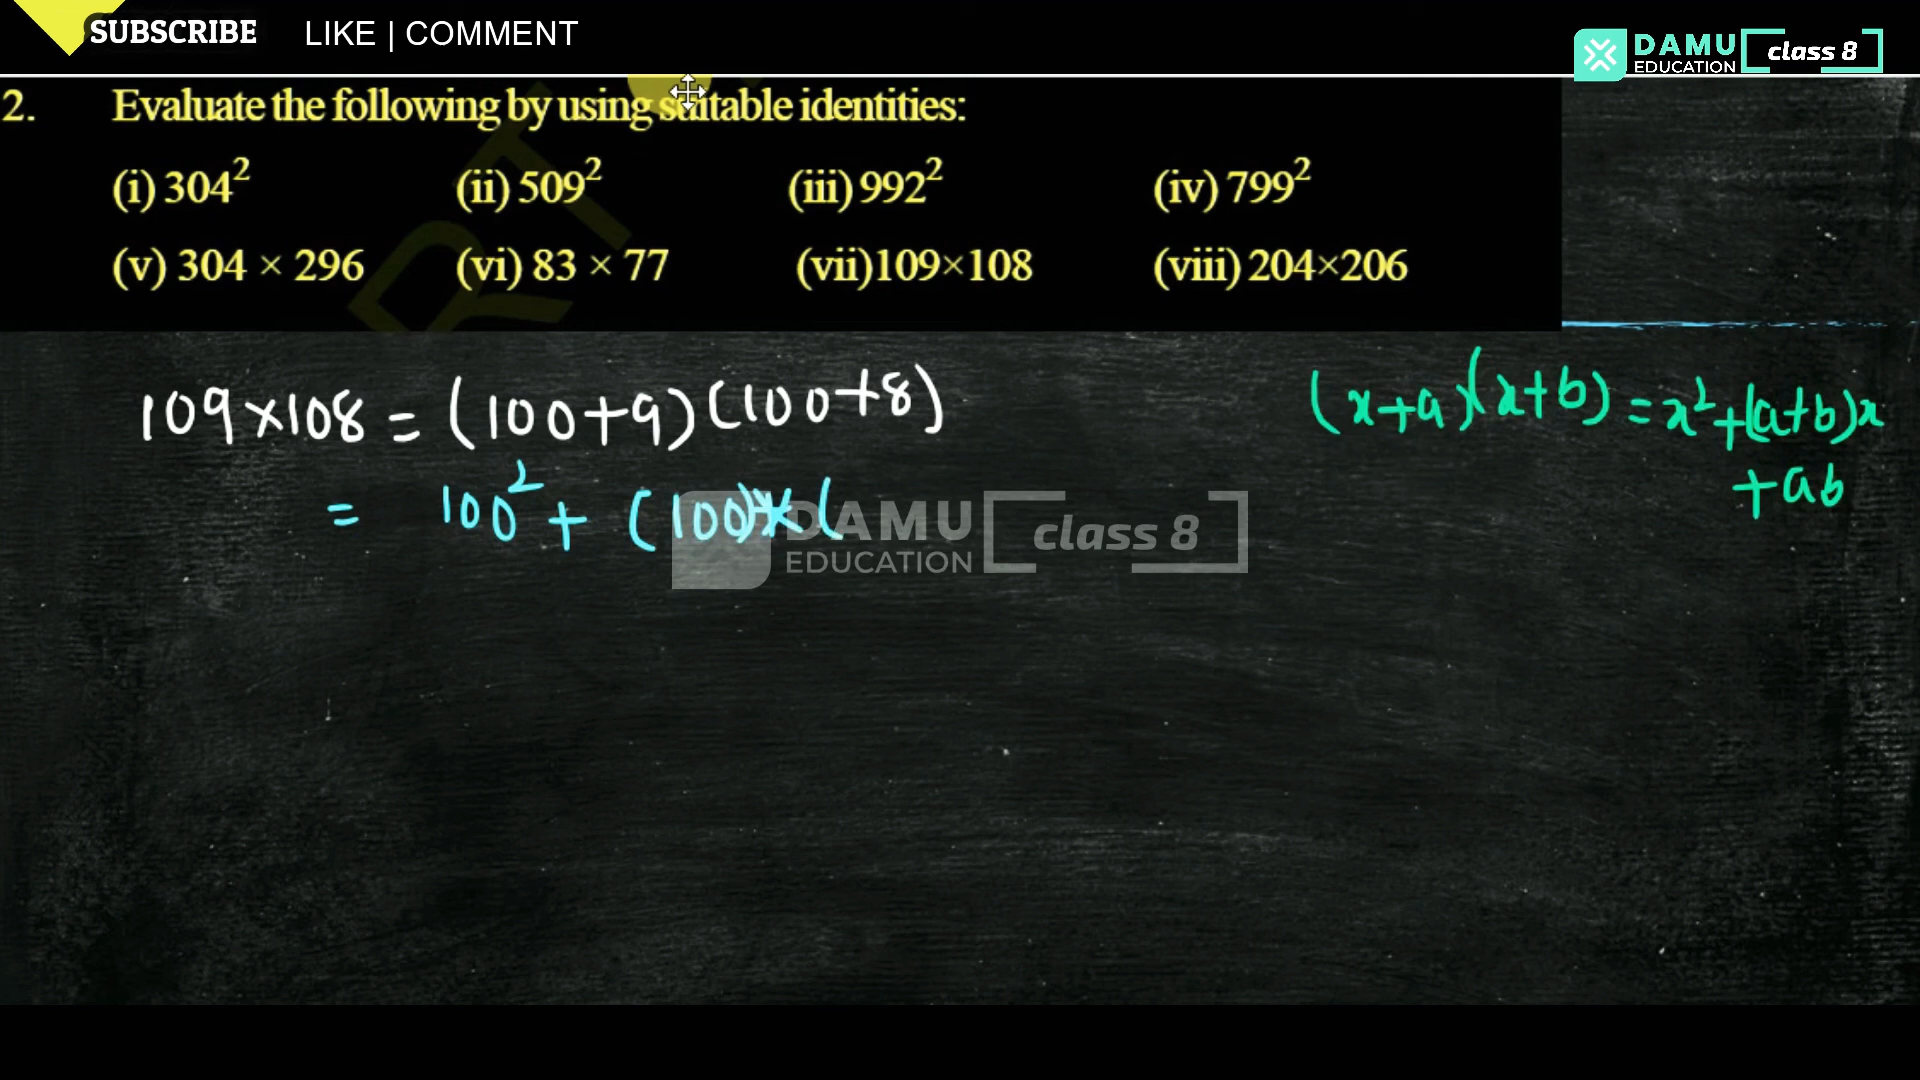 SUBSCRIBE LIKE | COMMENT
DAMU EDUCATION class 8
2. Evaluate the following by using suitable identities:
(i) 304² (ii) 509² (iii) 992² (iv) 799²
(v) 304 × 296 (vi) 83 × 77 (vii)109×108 (viii) 204×206
109×108 = (100+9)(100+8)
(x+a)(x+b) = x²+(a+b)x
+ab
= 100² + (100)×(
DAMU EDUCATION class 8